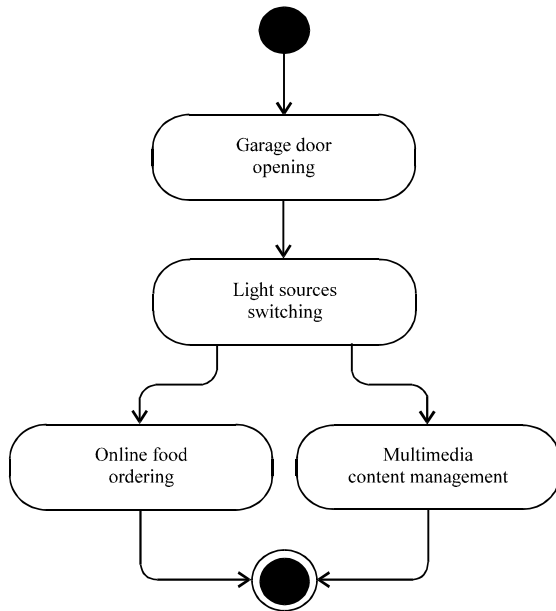 Garage door
opening
Light sources
switching
Online food
ordering
Multimedia
content management